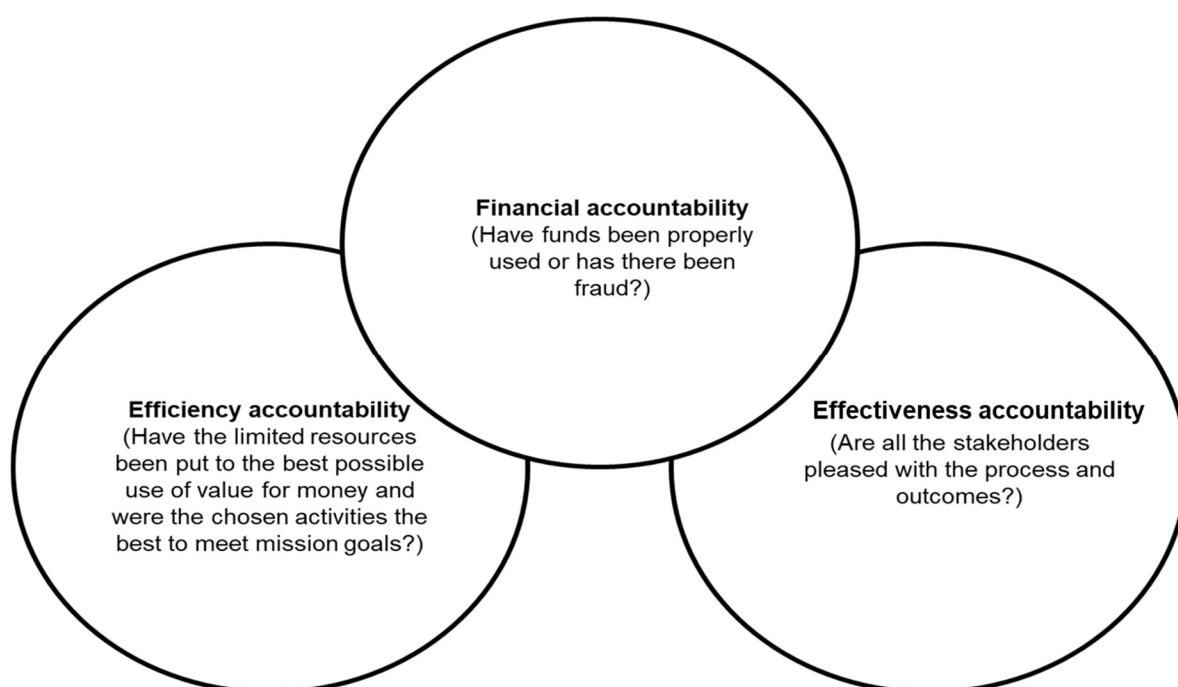 Financial accountability
(Have funds been properly
used or has there been
fraud?)
Efficiency accountability
(Have the limited resources
been put to the best possible
use of value for money and
were the chosen activities the
best to meet mission goals?)
Effectiveness accountability
(Are all the stakeholders
pleased with the process and
outcomes?)